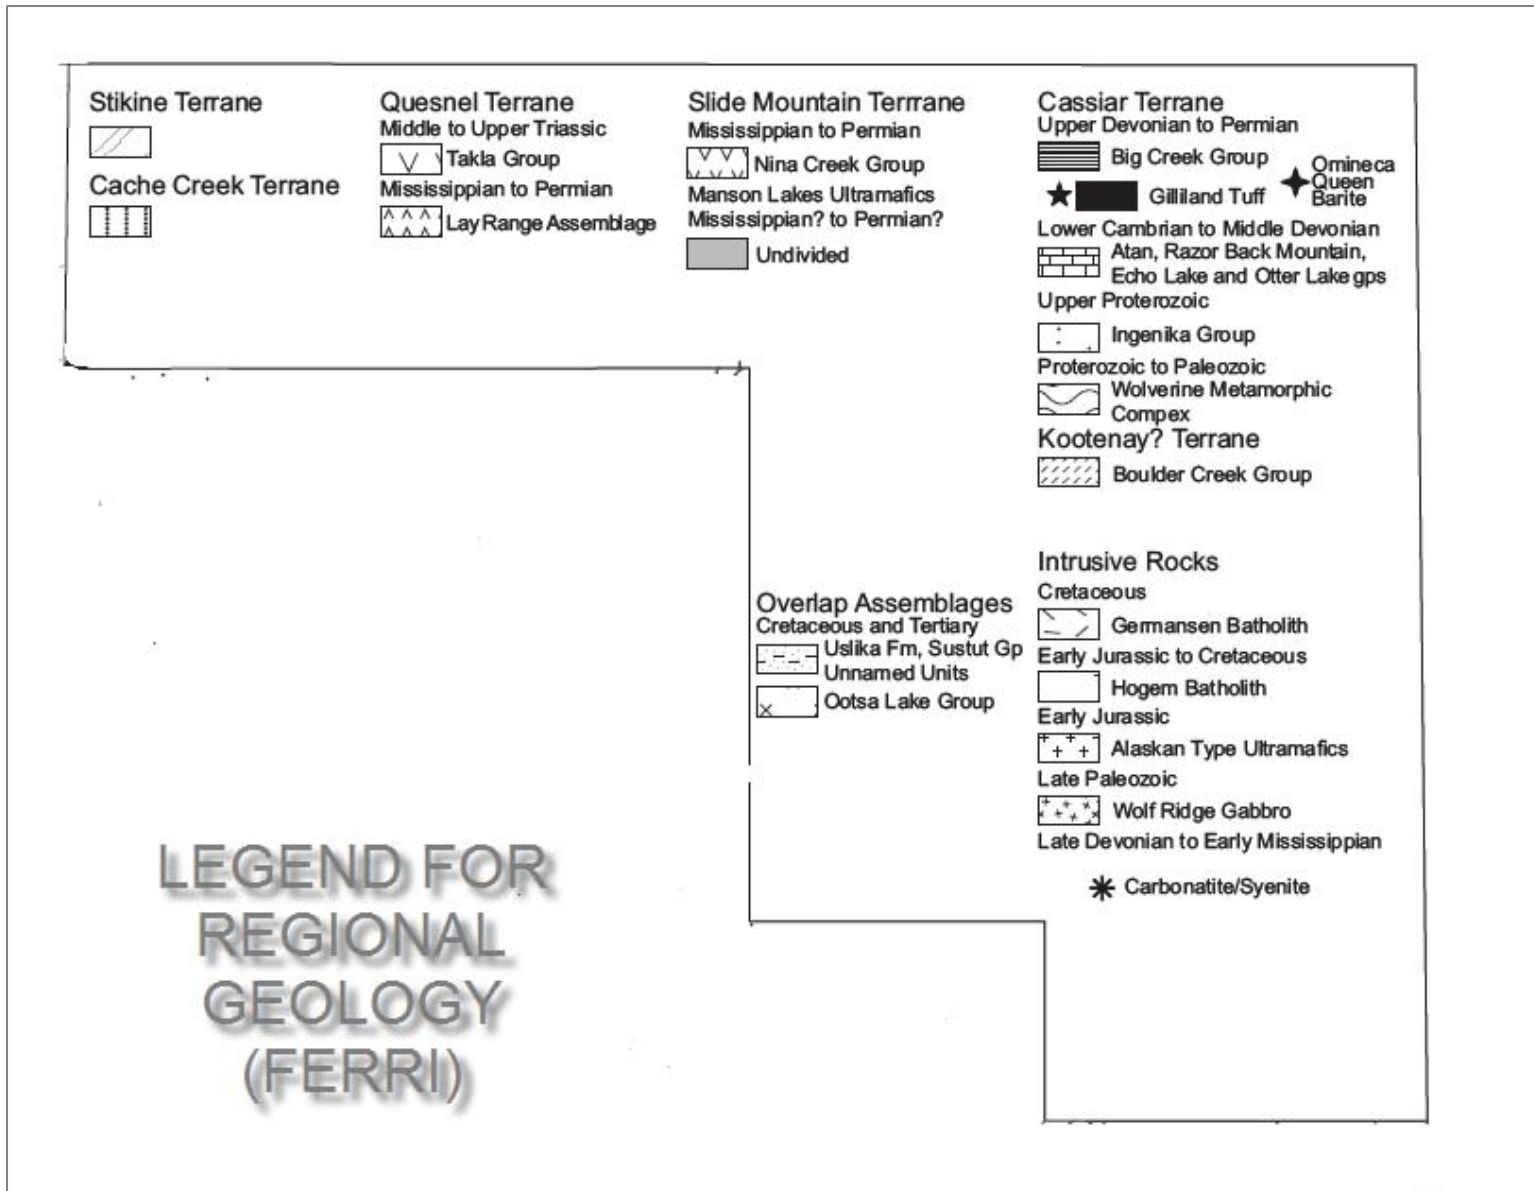 Stikine Terrane
Cache Creek Terrane
Quesnel Terrane
Middle to Upper Triassic
Takla Group
Mississippian to Permian
Lay Range Assemblage
Slide Mountain Terrrane
Mississippian to Permian
Nina Creek Group
Manson Lakes Ultramafics
Mississippian? to Permian?
Undivided
Cassiar Terrane
Upper Devonian to Permian
Big Creek Group
Gilliland Tuff
Omineca
Queen
Barite
Lower Cambrian to Middle Devonian
Atan, Razor Back Mountain,
Echo Lake and Otter Lake gps
Upper Proterozoic
Ingenika Group
Proterozoic to Paleozoic
Wolverine Metamorphic
Compex
Kootenay? Terrane
Boulder Creek Group
Overlap Assemblages
Cretaceous and Tertiary
Uslika Fm, Sustut Gp
Unnamed Units
Ootsa Lake Group
Intrusive Rocks
Cretaceous
Germansen Batholith
Early Jurassic to Cretaceous
Hogem Batholith
Early Jurassic
Alaskan Type Ultramafics
Late Paleozoic
Wolf Ridge Gabbro
Late Devonian to Early Mississippian
Carbonatite/Syenite
LEGEND FOR
REGIONAL
GEOLOGY
(FERRI)